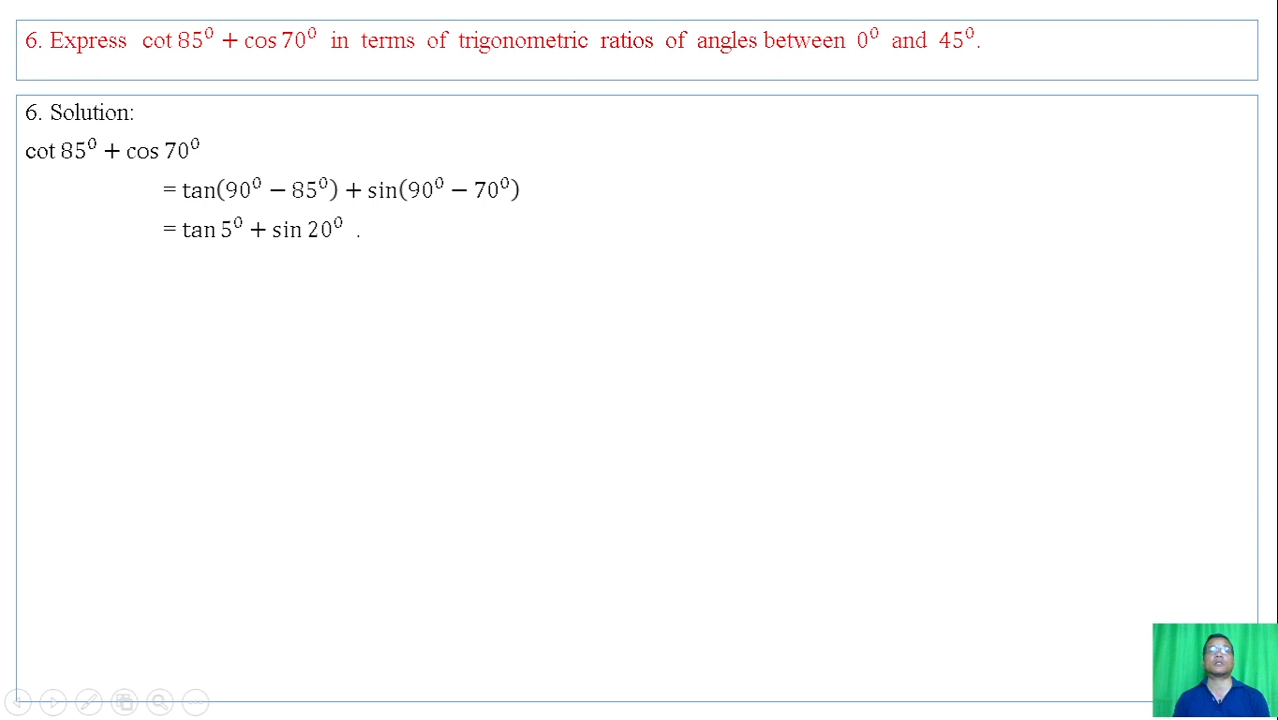 6. Express cot 85⁰ + cos 70⁰ in terms of trigonometric ratios of angles between 0⁰ and 45⁰.
6. Solution:
cot 85⁰ + cos 70⁰
= tan(90⁰ − 85⁰) + sin(90⁰ − 70⁰)
= tan 5⁰ + sin 20⁰ .